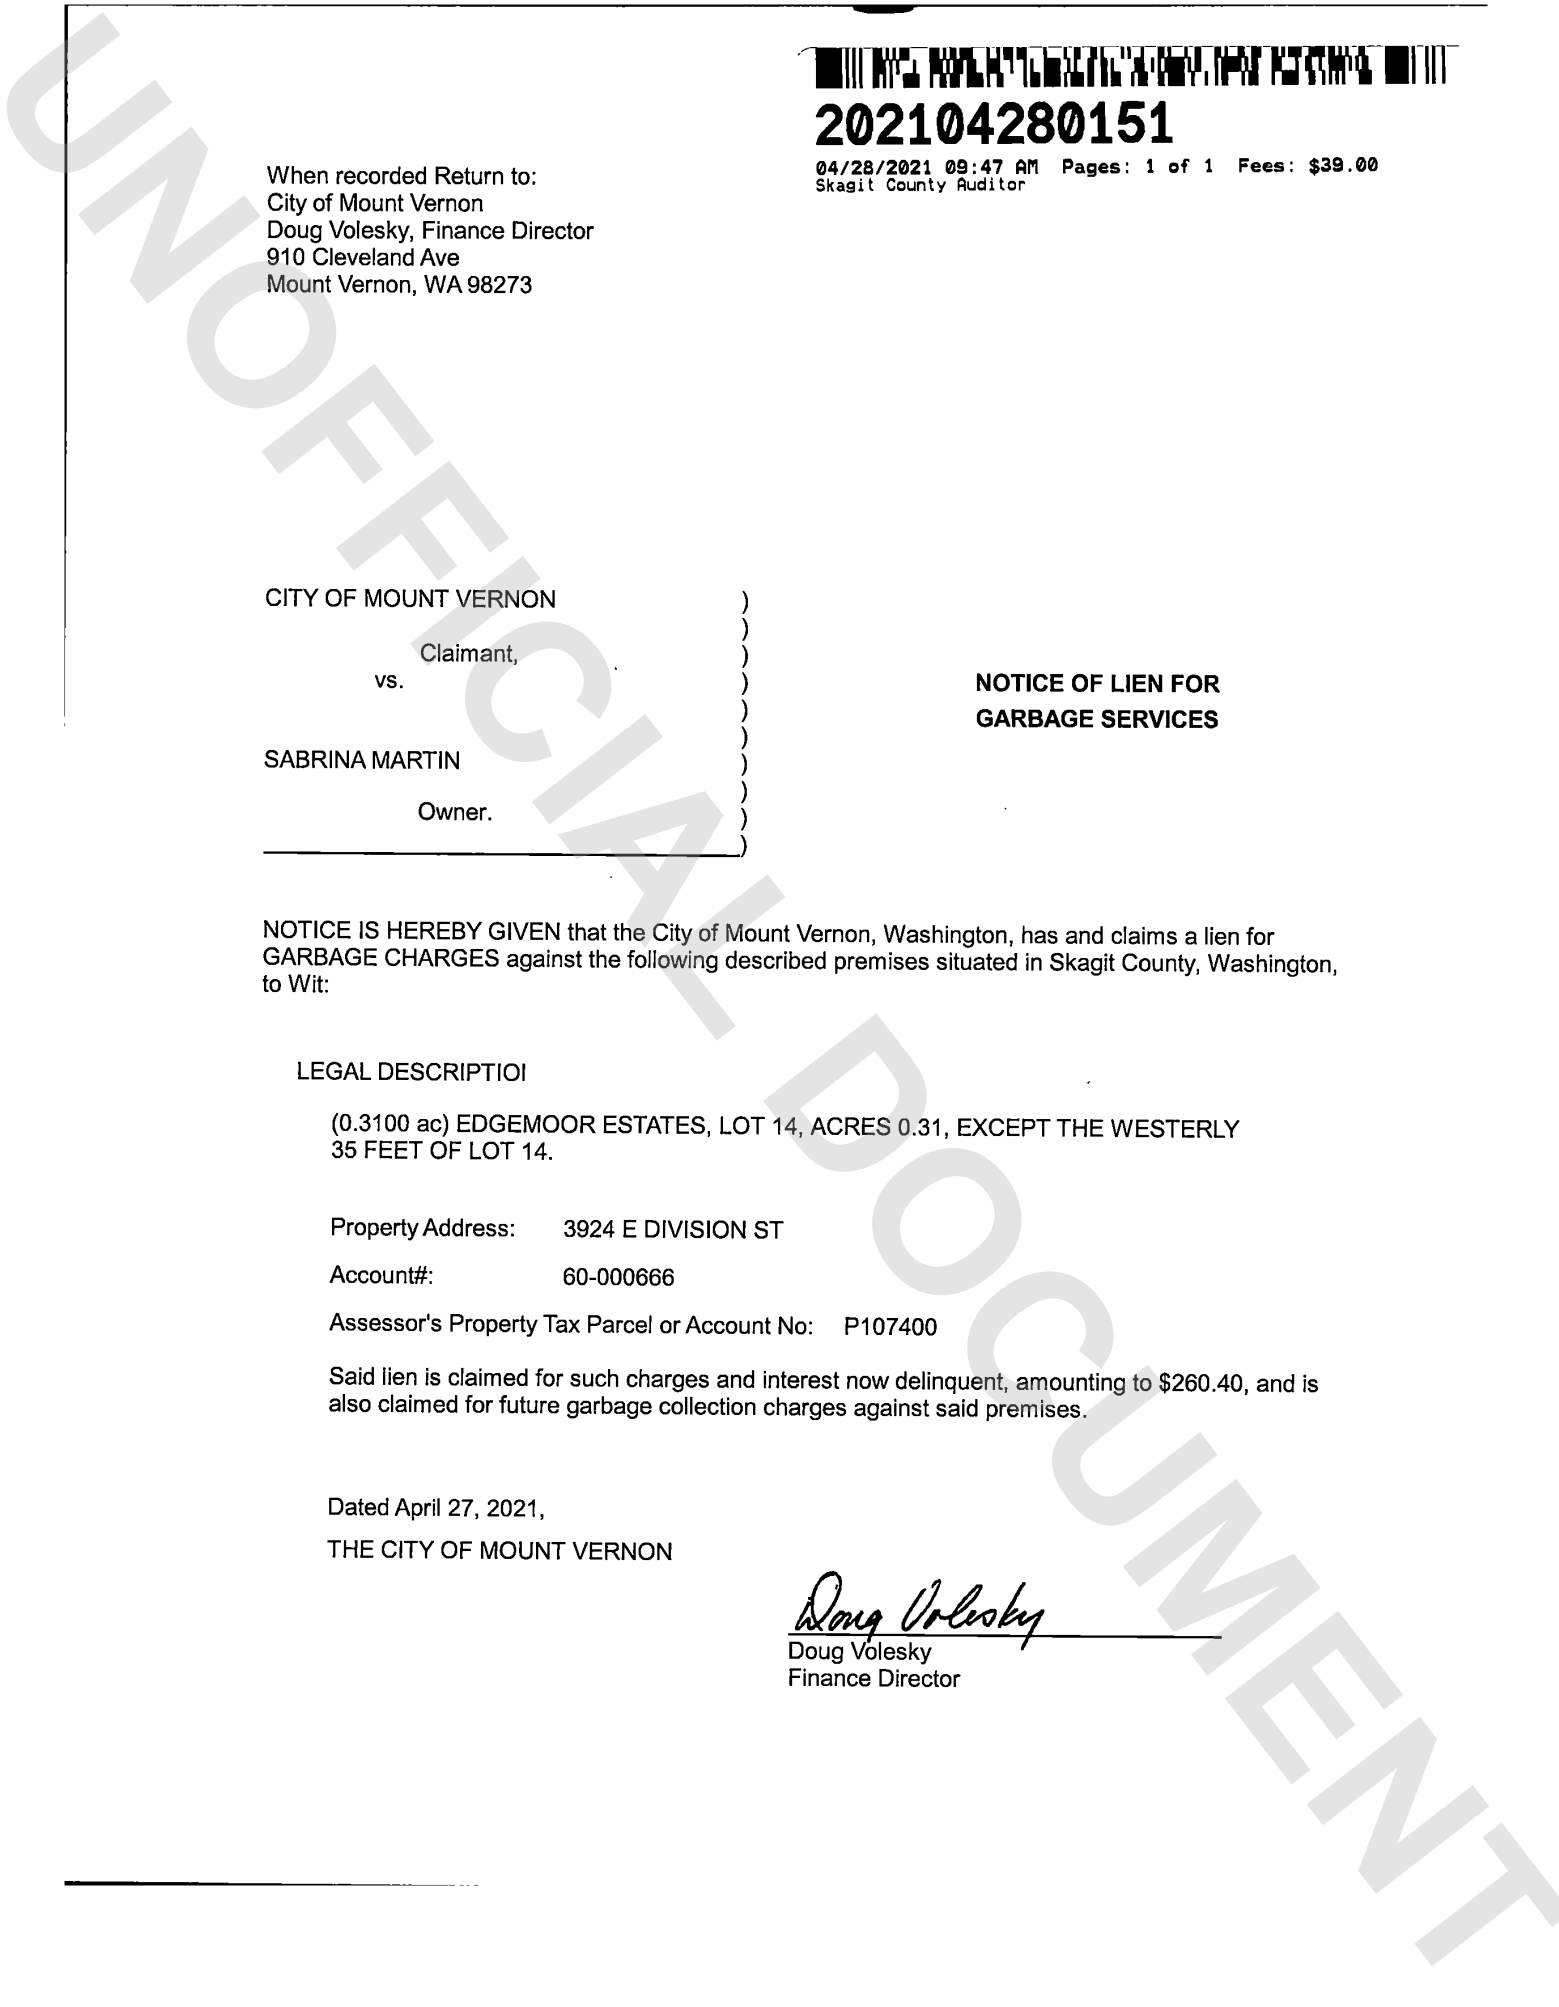 202104280151
04/28/2021 09:47 AM Pages: 1 of 1 Fees: $39.00
Skagit County Auditor
When recorded Return to:
City of Mount Vernon
Doug Volesky, Finance Director
910 Cleveland Ave
Mount Vernon, WA 98273
CITY OF MOUNT VERNON )
)
Claimant, )
vs. )
)
)
SABRINA MARTIN )
)
Owner. )
)
NOTICE OF LIEN FOR
GARBAGE SERVICES
NOTICE IS HEREBY GIVEN that the City of Mount Vernon, Washington, has and claims a lien for
GARBAGE CHARGES against the following described premises situated in Skagit County, Washington,
to Wit:
LEGAL DESCRIPTIOI
(0.3100 ac) EDGEMOOR ESTATES, LOT 14, ACRES 0.31, EXCEPT THE WESTERLY
35 FEET OF LOT 14.
Property Address: 3924 E DIVISION ST
Account#: 60-000666
Assessor's Property Tax Parcel or Account No: P107400
Said lien is claimed for such charges and interest now delinquent, amounting to $260.40, and is
also claimed for future garbage collection charges against said premises.
Dated April 27, 2021,
THE CITY OF MOUNT VERNON
Doug Volesky
Doug Volesky
Finance Director
UNOFFICIAL DOCUMENT